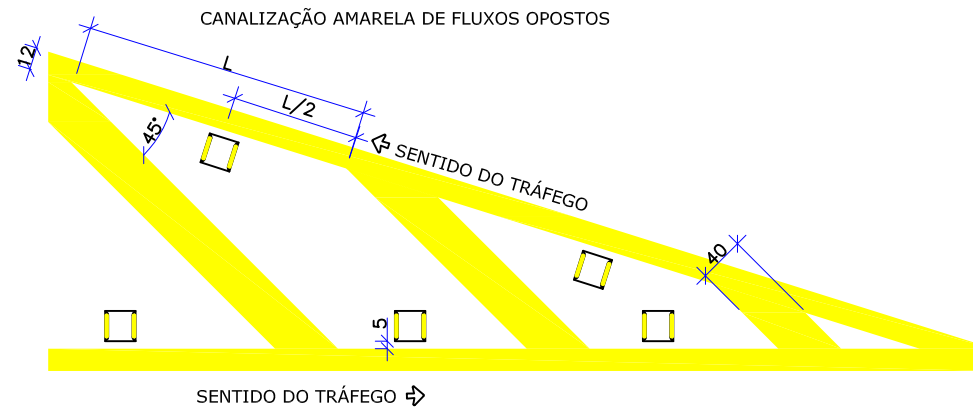 CANALIZAÇÃO AMARELA DE FLUXOS OPOSTOS
12
L
L/2
45°
SENTIDO DO TRÁFEGO
40
5
SENTIDO DO TRÁFEGO